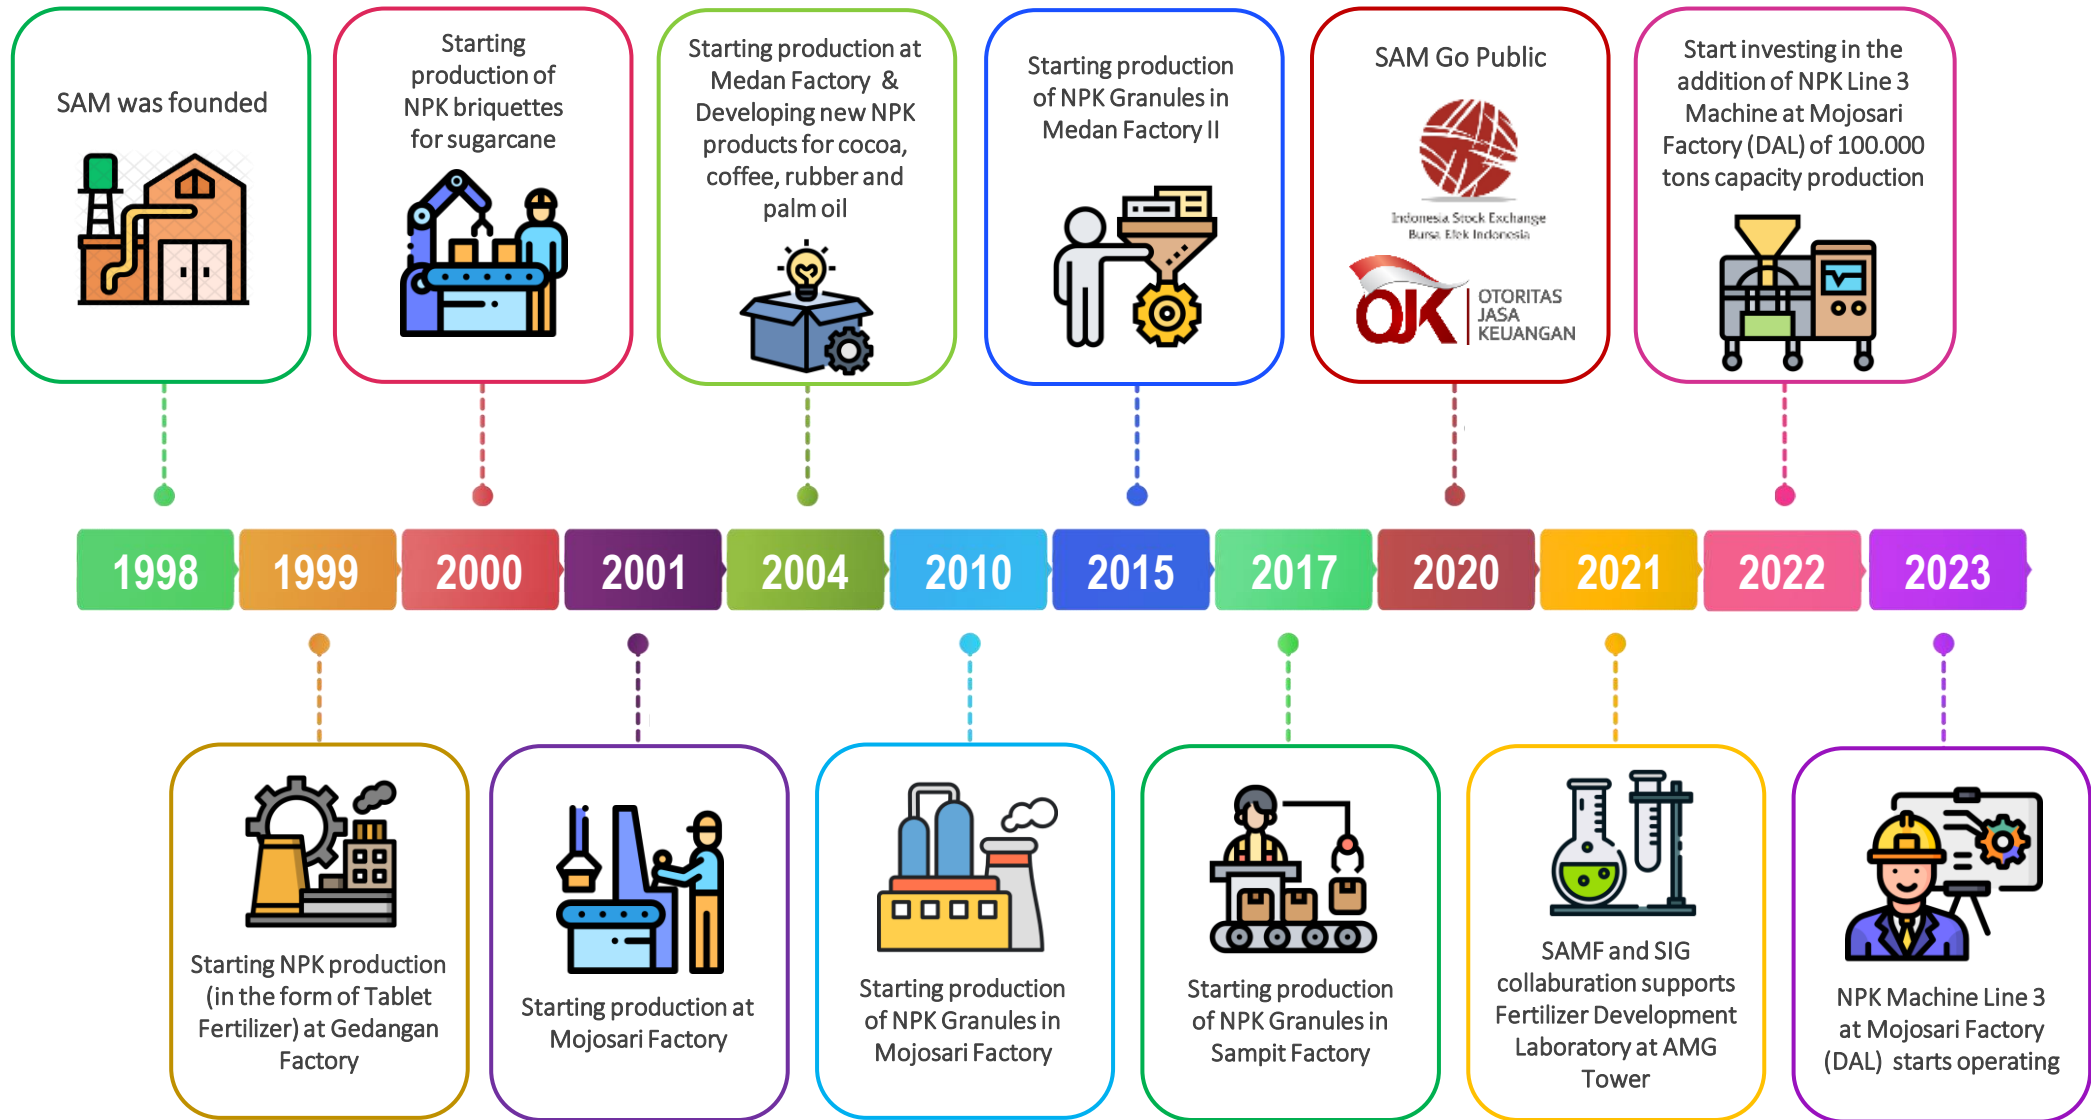 SAM was founded
Starting
production of
NPK briquettes
for sugarcane
Starting production at
Medan Factory & 
Developing new NPK
products for cocoa,
coffee, rubber and
palm oil
Starting production
of NPK Granules in
Medan Factory II
SAM Go Public
Indonesia Stock Exchange
Bursa Efek Indonesia
OJK
OTORITAS
JASA
KEUANGAN
Start investing in the
addition of NPK Line 3
Machine at Mojosari
Factory (DAL) of 100.000
tons capacity production
1998
1999
2000
2001
2004
2010
2015
2017
2020
2021
2022
2023
Starting NPK production
(in the form of Tablet
Fertilizer) at Gedangan
Factory
Starting production at
Mojosari Factory
Starting production
of NPK Granules in
Mojosari Factory
Starting production
of NPK Granules in
Sampit Factory
SAMF and SIG
collaburation supports
Fertilizer Development
Laboratory at AMG
Tower
NPK Machine Line 3
at Mojosari Factory
(DAL) starts operating